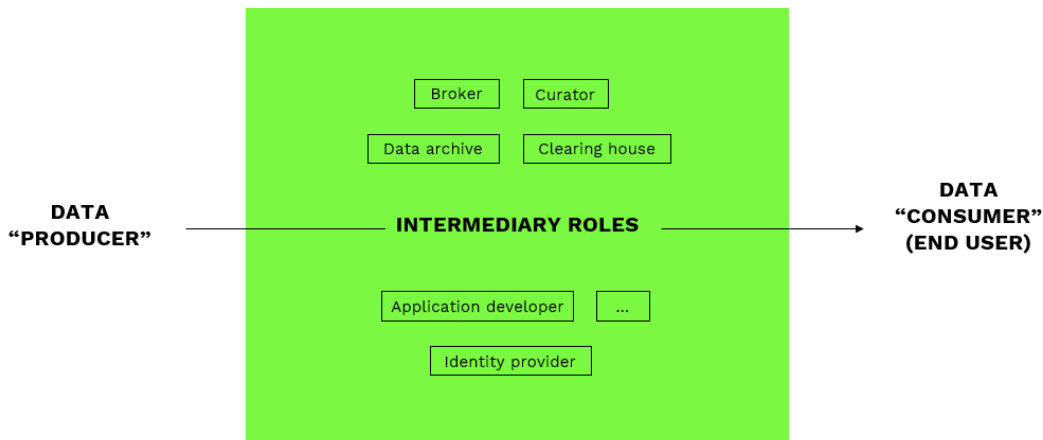 Broker
Curator
Data archive
Clearing house
DATA
“PRODUCER”
INTERMEDIARY ROLES
DATA
“CONSUMER”
(END USER)
Application developer
...
Identity provider